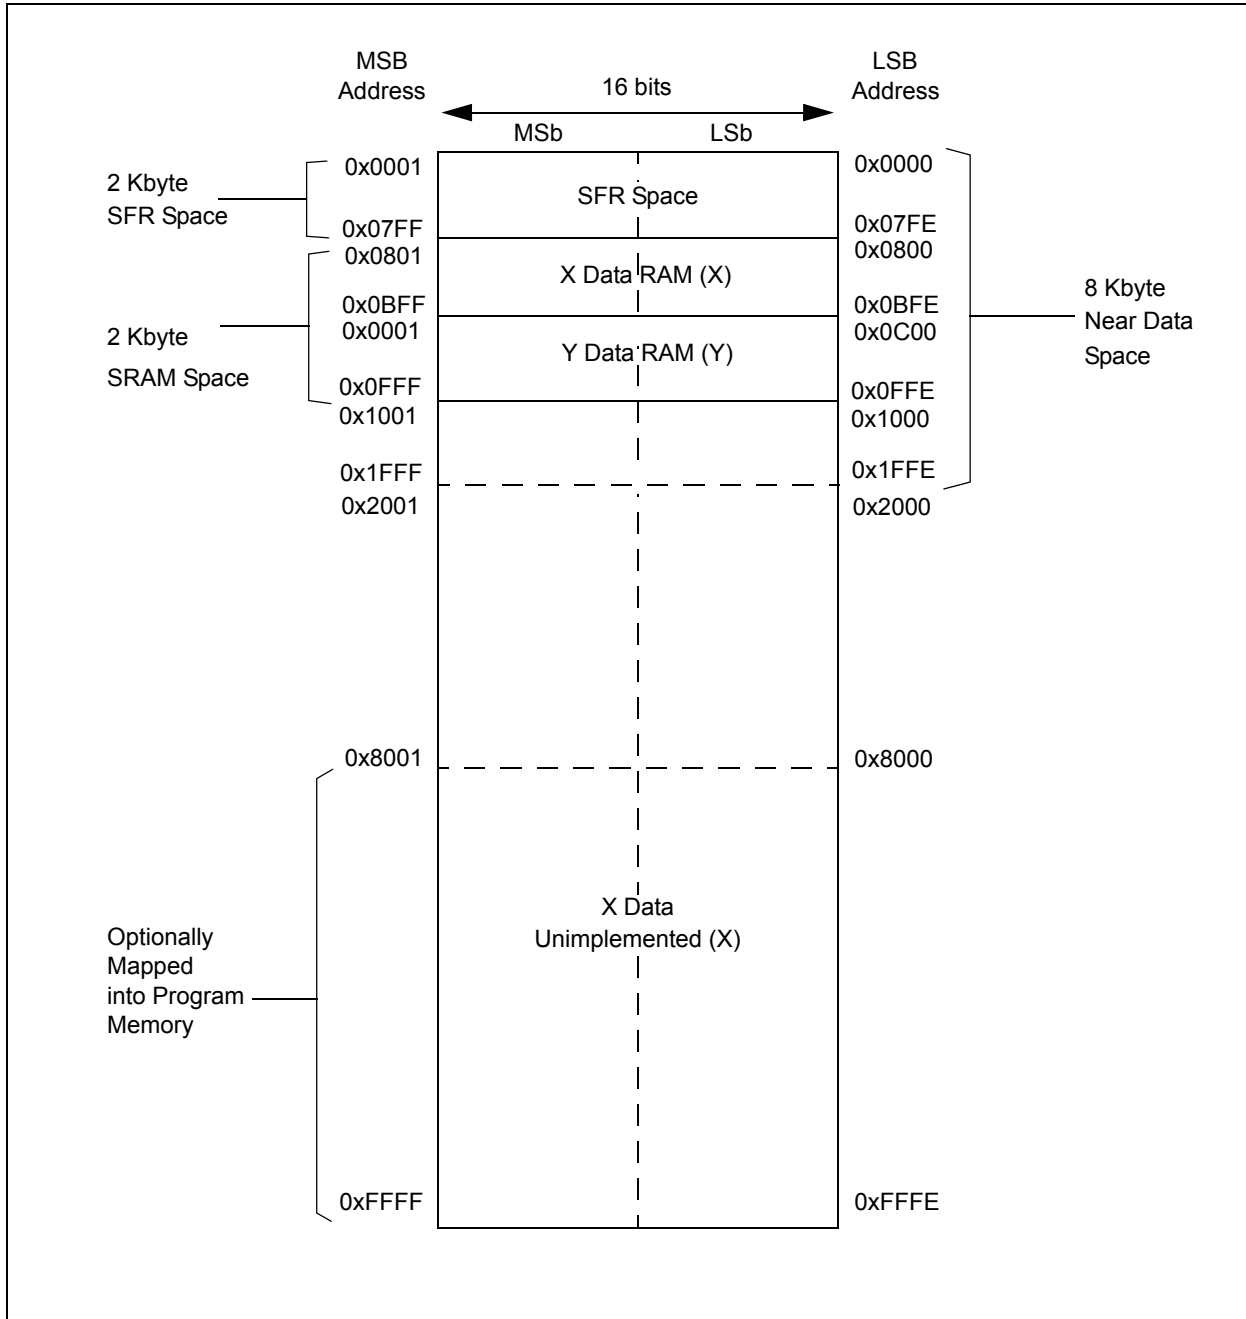 MSB
Address
LSB
Address
16 bits
MSb
LSb
2 Kbyte
SFR Space
0x0001
0x07FF
0x0801
SFR Space
0x0000
0x07FE
0x0800
2 Kbyte
SRAM Space
0x0BFF
0x0001
0x0FFF
0x1001
X Data RAM (X)
Y Data RAM (Y)
0x0BFE
0x0C00
0x0FFE
0x1000
8 Kbyte
Near Data
Space
0x1FFF
0x2001
0x1FFE
0x2000
0x8001
0x8000
Optionally
Mapped
into Program
Memory
X Data
Unimplemented (X)
0xFFFF
0xFFFE